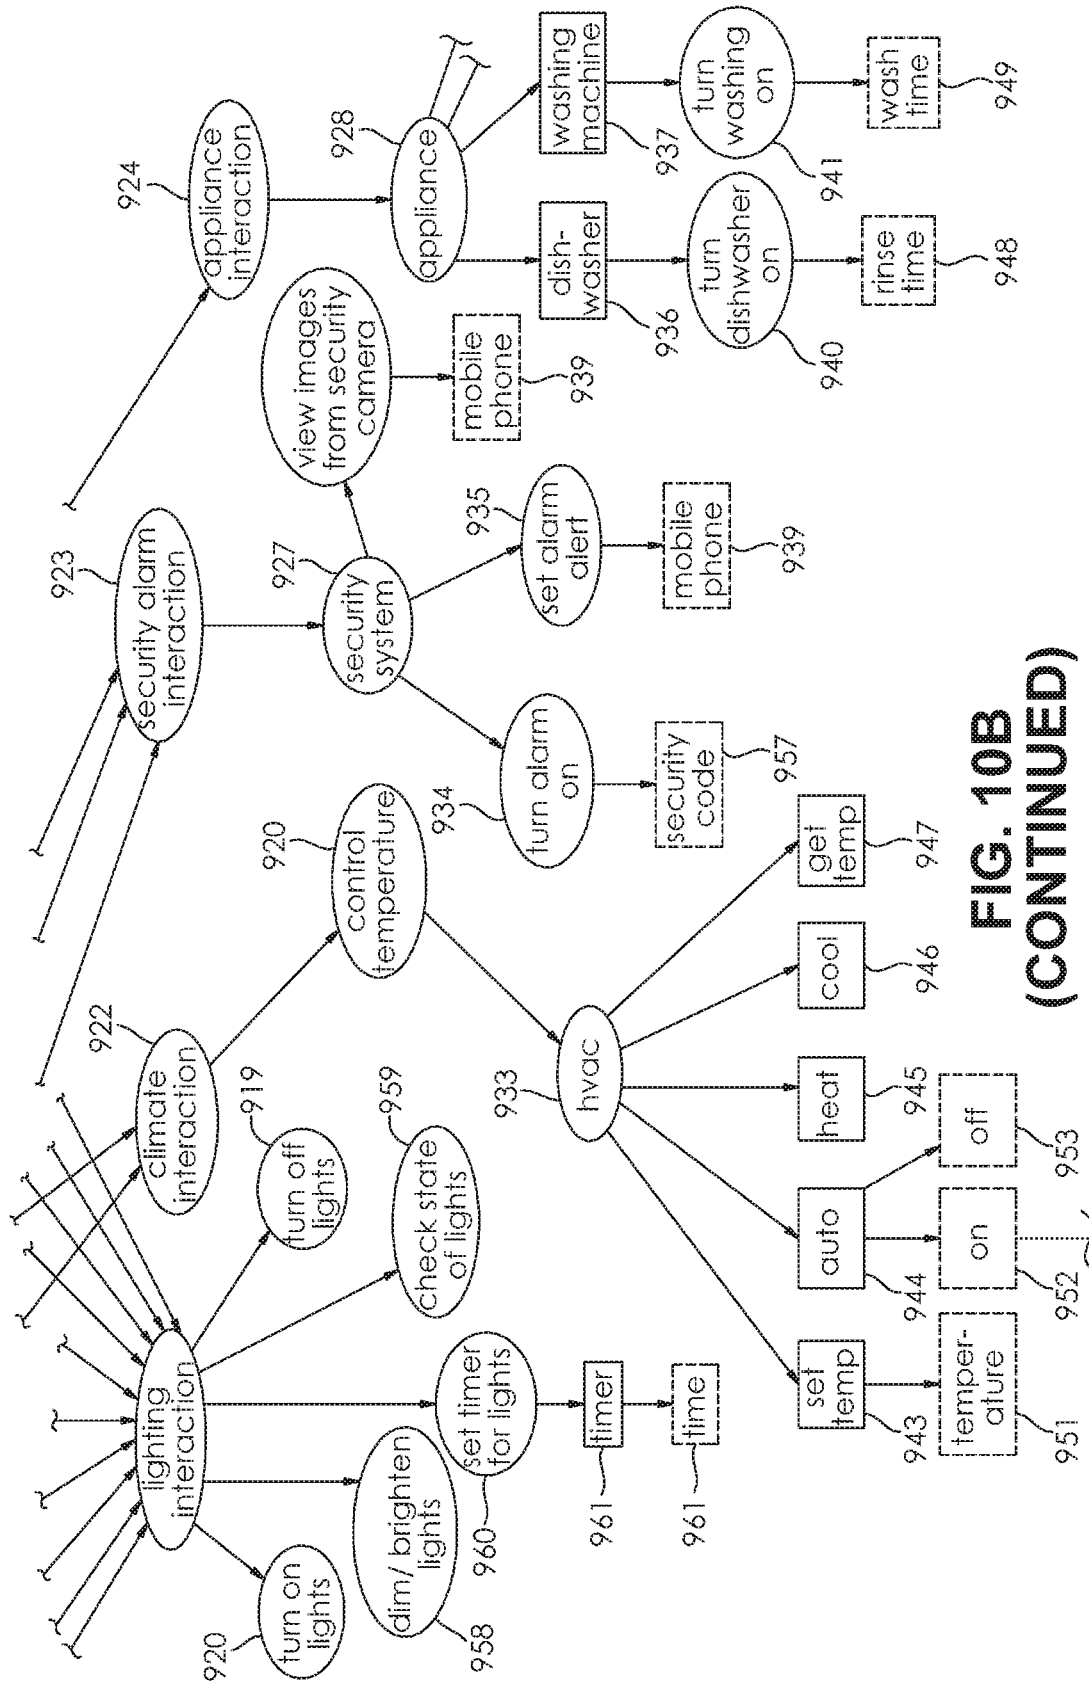 lighting
interaction
920
turn on
lights
958
dim/ brighten
lights
960
set timer
for lights
961
timer
961
time
959
check state
of lights
919
turn off
lights
922
climate
interaction
920
control
temperature
933
hvac
943
set
temp
951
temper-
ature
944
auto
952
on
953
off
945
heat
946
cool
947
get
temp
923
security alarm
interaction
927
security
system
934
turn alarm
on
957
security
code
935
set alarm
alert
939
mobile
phone
view images
from security
camera
939
mobile
phone
924
appliance
interaction
928
appliance
936
dish-
washer
940
turn
dishwasher
on
948
rinse
time
937
washing
machine
941
turn
washing
on
949
wash
time
FIG. 10B
(CONTINUED)